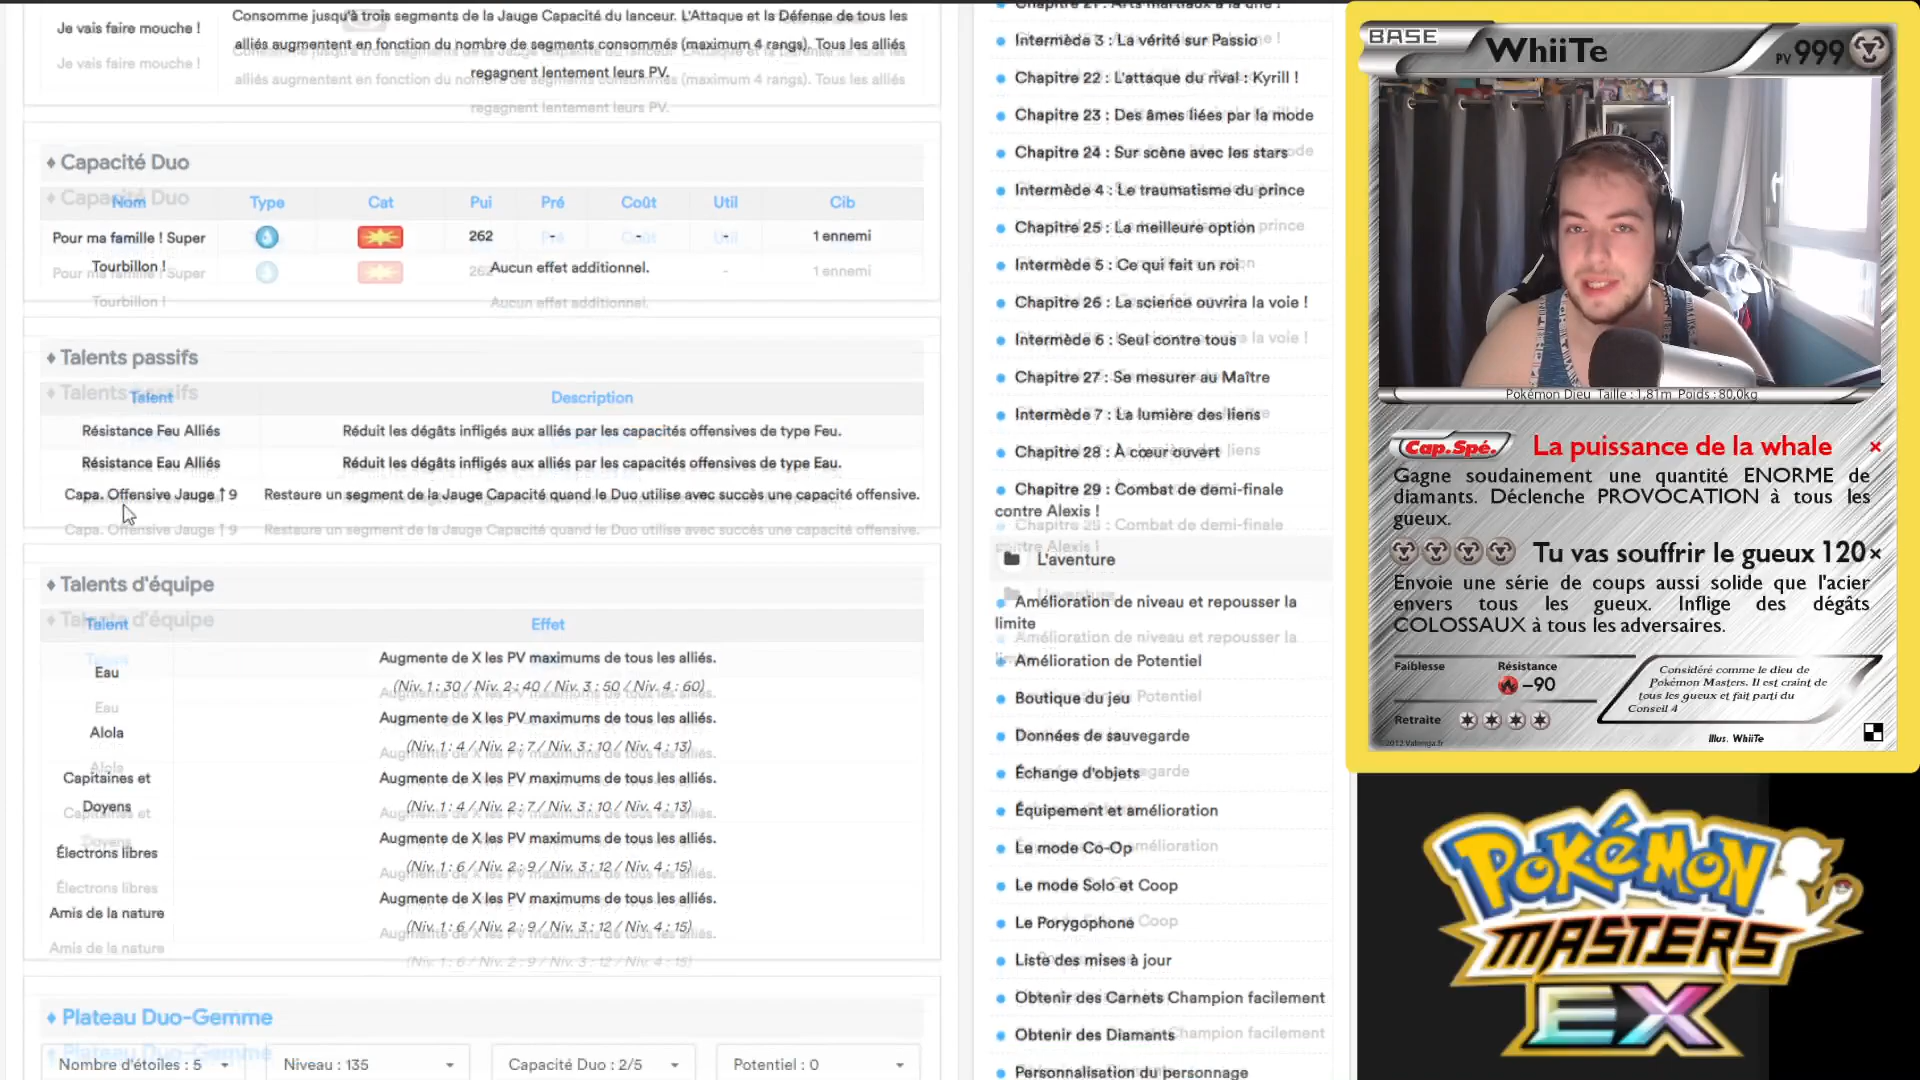 Je vais faire mouche !
Consomme jusqu'à trois segments de la Jauge Capacité du lanceur. L'Attaque et la Défense de tous les
alliés augmentent en fonction du nombre de segments consommés (maximum 4 rangs). Tous les alliés
regagnent lentement leurs PV.
♦ Capacité Duo
Nom Type Cat Pui Pré Coût Util Cib
Pour ma famille ! Super
Tourbillon !
262 - - - 1 ennemi
Aucun effet additionnel.
♦ Talents passifs
Talent Description
Résistance Feu Alliés Réduit les dégâts infligés aux alliés par les capacités offensives de type Feu.
Résistance Eau Alliés Réduit les dégâts infligés aux alliés par les capacités offensives de type Eau.
Capa. Offensive Jauge ↑ 9 Restaure un segment de la Jauge Capacité quand le Duo utilise avec succès une capacité offensive.
♦ Talents d'équipe
Talent Effet
Eau
Augmente de X les PV maximums de tous les alliés.
(Niv. 1 : 30 / Niv. 2 : 40 / Niv. 3 : 50 / Niv. 4 : 60)
Alola
Augmente de X les PV maximums de tous les alliés.
(Niv. 1 : 4 / Niv. 2 : 7 / Niv. 3 : 10 / Niv. 4 : 13)
Capitaines et
Doyens
Augmente de X les PV maximums de tous les alliés.
(Niv. 1 : 4 / Niv. 2 : 7 / Niv. 3 : 10 / Niv. 4 : 13)
Électrons libres
Augmente de X les PV maximums de tous les alliés.
(Niv. 1 : 6 / Niv. 2 : 9 / Niv. 3 : 12 / Niv. 4 : 15)
Amis de la nature
Augmente de X les PV maximums de tous les alliés.
(Niv. 1 : 6 / Niv. 2 : 9 / Niv. 3 : 12 / Niv. 4 : 15)
♦ Plateau Duo-Gemme
Nombre d'étoiles : 5 Niveau : 135 Capacité Duo : 2/5 Potentiel : 0
Chapitre 21 : Arts martiaux à la une !
Intermède 3 : La vérité sur Passio
Chapitre 22 : L'attaque du rival : Kyrill !
Chapitre 23 : Des âmes liées par la mode
Chapitre 24 : Sur scène avec les stars
Intermède 4 : Le traumatisme du prince
Chapitre 25 : La meilleure option
Intermède 5 : Ce qui fait un roi
Chapitre 26 : La science ouvrira la voie !
Intermède 6 : Seul contre tous
Chapitre 27 : Se mesurer au Maître
Intermède 7 : La lumière des liens
Chapitre 28 : À cœur ouvert
Chapitre 29 : Combat de demi-finale
contre Alexis !
L'aventure
Amélioration de niveau et repousser la
limite
Amélioration de Potentiel
Boutique du jeu
Données de sauvegarde
Échange d'objets
Équipement et amélioration
Le mode Co-Op
Le mode Solo et Coop
Le Porygophone
Liste des mises à jour
Obtenir des Carnets Champion facilement
Obtenir des Diamants
Personnalisation du personnage
BASE WhiiTe PV 999
Pokémon Dieu Taille : 1,81m Poids : 80,0kg
Cap.Spé. La puissance de la whale ×
Gagne soudainement une quantité ENORME de
diamants. Déclenche PROVOCATION à tous les
gueux.
Tu vas souffrir le gueux 120×
Envoie une série de coups aussi solide que l'acier
envers tous les gueux. Inflige des dégâts
COLOSSAUX à tous les adversaires.
Faiblesse Résistance
-90
Retraite
Considéré comme le dieu de
Pokémon Masters. Il est craint de
tous les gueux et fait parti du
Conseil 4
Illus. WhiiTe
POKéMON
MASTERS
EX